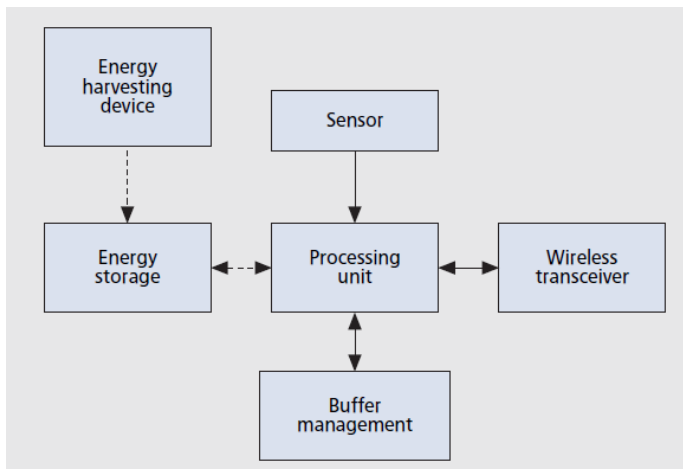 Energy
harvesting
device
Sensor
Energy
storage
Processing
unit
Wireless
transceiver
Buffer
management